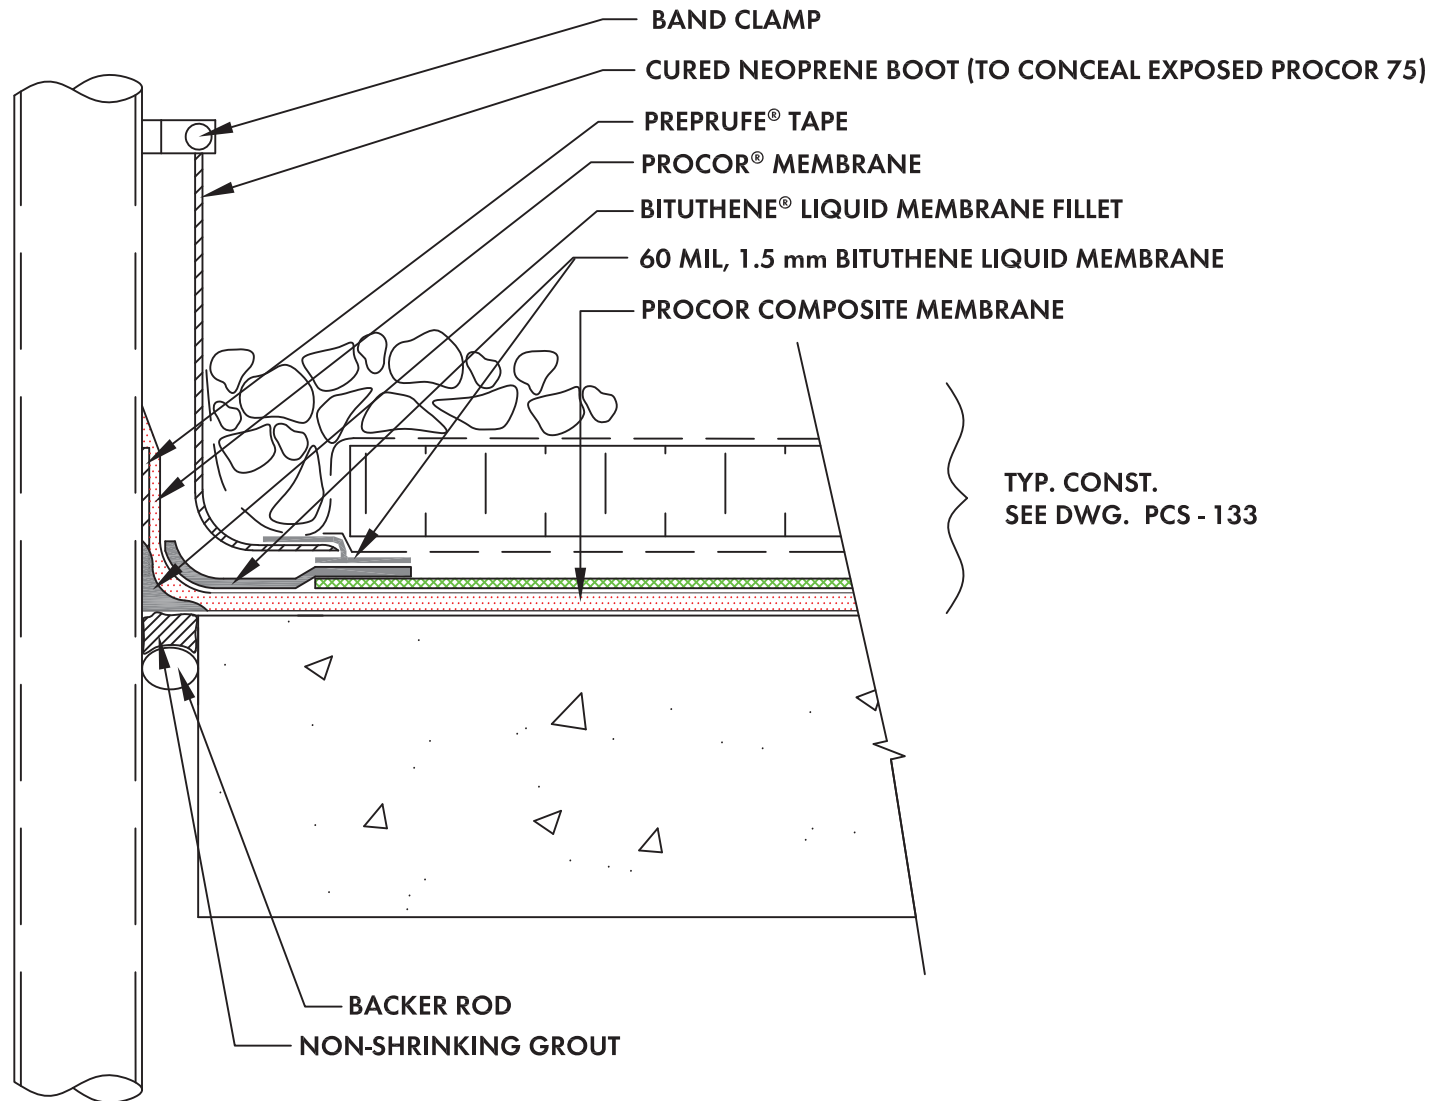 BAND CLAMP
CURED NEOPRENE BOOT (TO CONCEAL EXPOSED PROCOR 75)
PREPRUFE® TAPE
PROCOR® MEMBRANE
BITUTHENE® LIQUID MEMBRANE FILLET
60 MIL, 1.5 mm BITUTHENE LIQUID MEMBRANE
PROCOR COMPOSITE MEMBRANE
TYP. CONST.
SEE DWG. PCS - 133
BACKER ROD
NON-SHRINKING GROUT